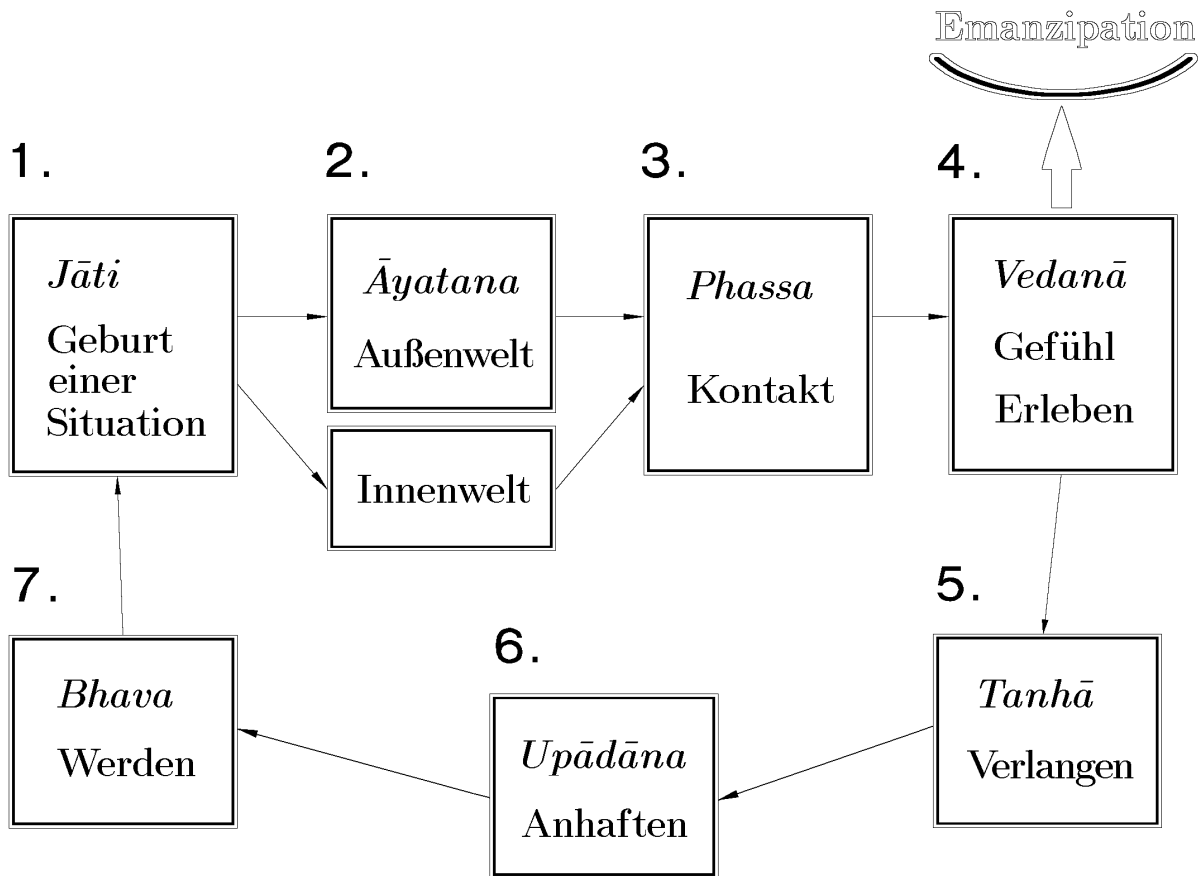 Emanzipation
1.
Jāti
Geburt
einer
Situation
2.
Āyatana
Außenwelt
Innenwelt
3.
Phassa
Kontakt
4.
Vedanā
Gefühl
Erleben
5.
Tanhā
Verlangen
6.
Upādāna
Anhaften
7.
Bhava
Werden